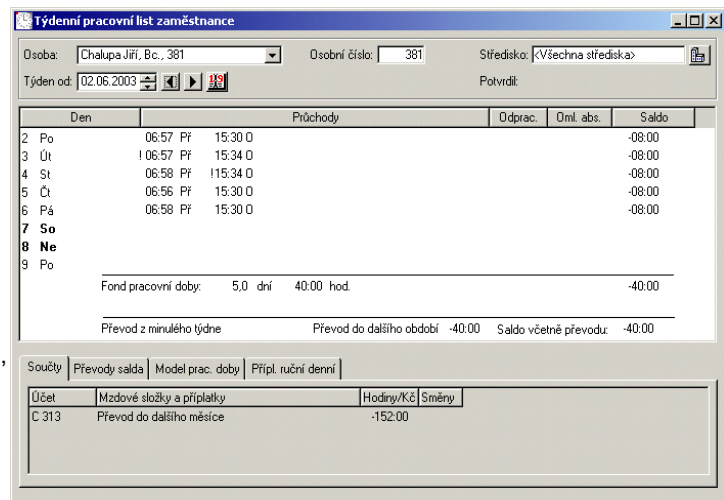 Týdenní pracovní list zaměstnance
Osoba: Chalupa Jiří, Bc., 381 Osobní číslo: 381 Středisko: <Všechna střediska>
Týden od: 02.06.2003 Potvrdil:
Den Průchody Odprac. Oml. abs. Saldo
2 Po 06:57 Př 15:30 O -08:00
3 Út ! 06:57 Př 15:34 O -08:00
4 St 06:58 Př !15:34 O -08:00
5 Čt 06:56 Př 15:30 O -08:00
6 Pá 06:58 Př 15:30 O -08:00
7 So
8 Ne
9 Po
Fond pracovní doby: 5,0 dní 40:00 hod. -40:00
Převod z minulého týdne Převod do dalšího období -40:00 Saldo včetně převodu: -40:00
,
Součty Převody salda Model prac. doby Přípl. ruční denní
Účet Mzdové složky a příplatky Hodiny/Kč Směny
C 313 Převod do dalšího měsíce -152:00